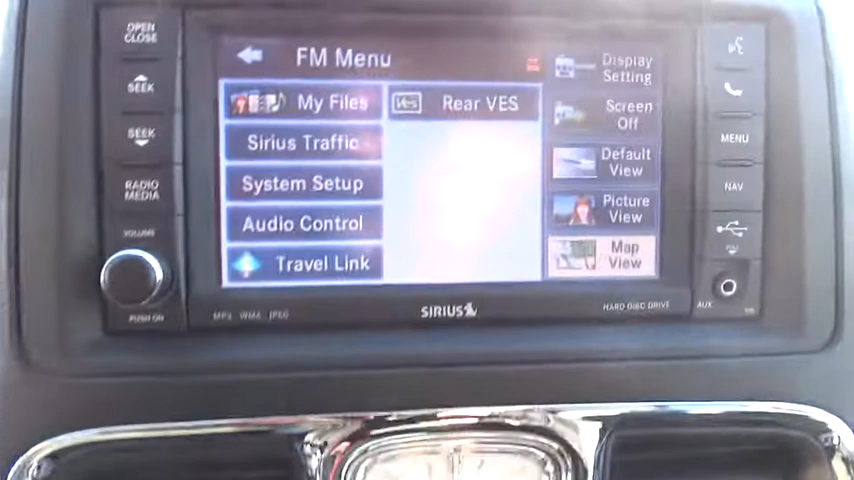 OPEN
CLOSE
SEEK
SEEK
RADIO
MEDIA
VOLUME
PUSH ON
FM Menu
My Files
Sirius Traffic
System Setup
Audio Control
Travel Link
VES
Rear VES
Display
Setting
Screen
Off
Default
View
Picture
View
Map
View
MENU
NAV
PULL
AUX
MP3 WMA JPEG
SIRIUS
HARD DISC DRIVE